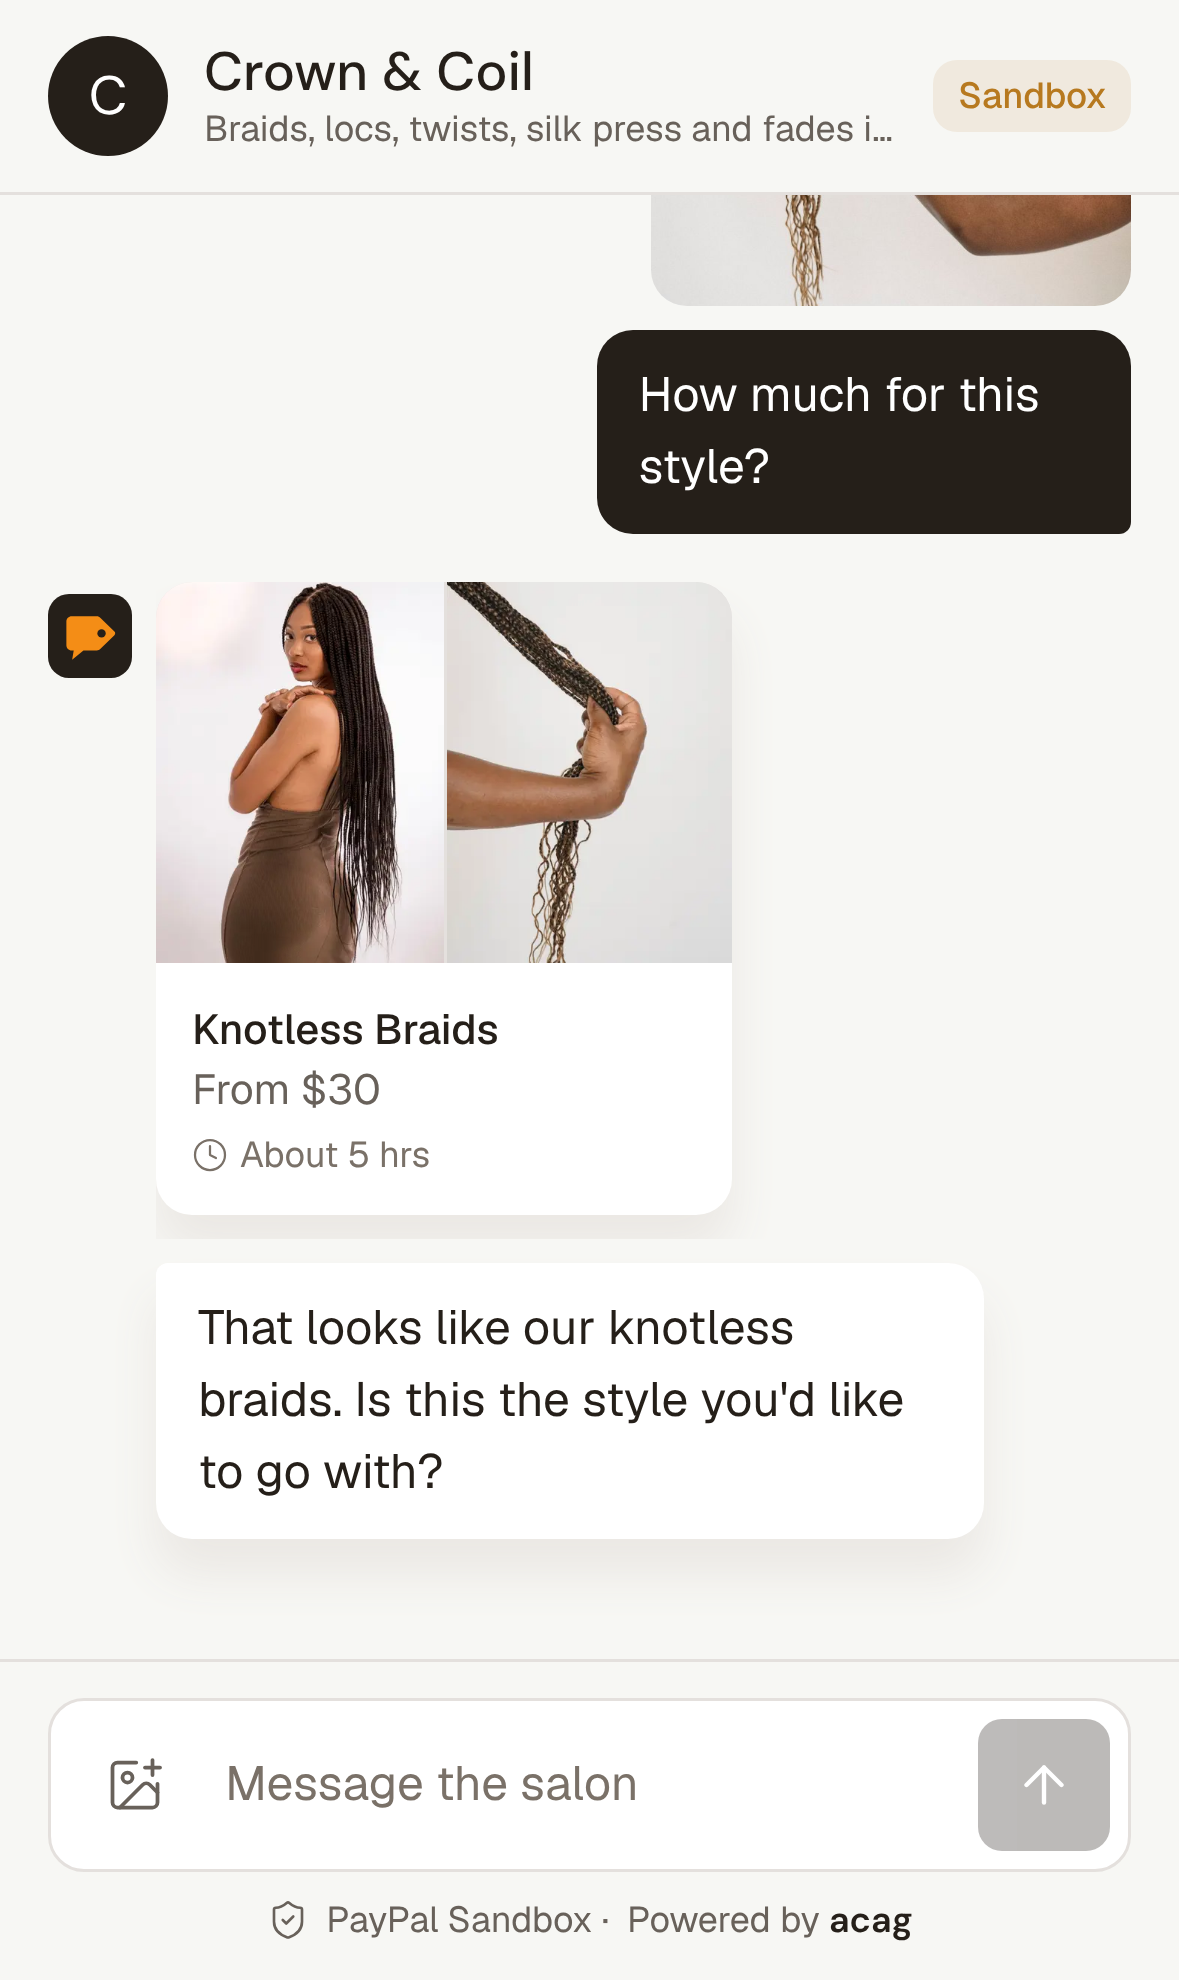 C
Crown & Coil
Braids, locs, twists, silk press and fades i...
Sandbox
How much for this
style?
Knotless Braids
From $30
About 5 hrs
That looks like our knotless
braids. Is this the style you'd like
to go with?
Message the salon
PayPal Sandbox · Powered by acag